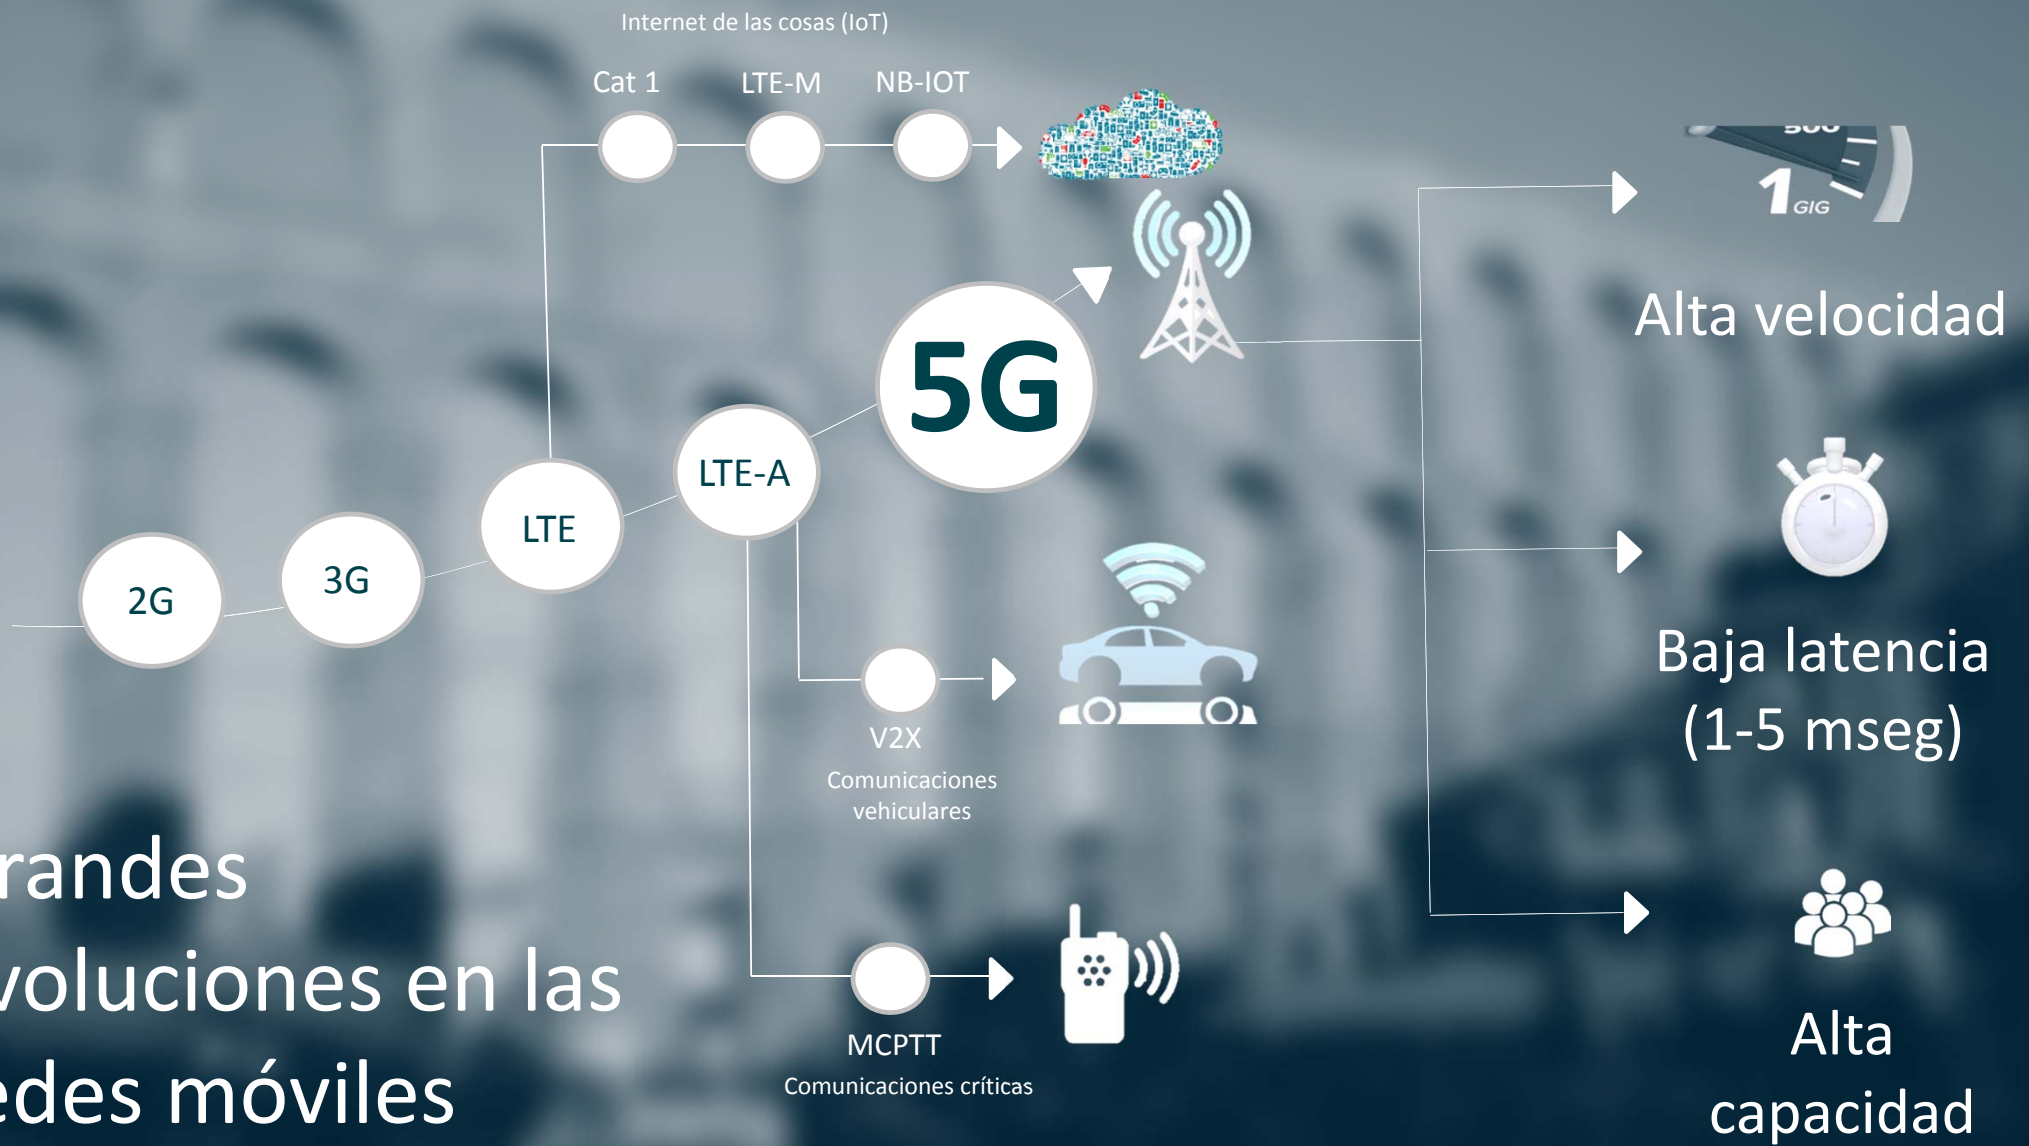 Internet de las cosas (IoT)
Cat 1
LTE-M
NB-IOT
1
GIG
Alta velocidad
5G
LTE-A
LTE
3G
2G
Baja latencia
(1-5 mseg)
V2X
Comunicaciones
vehiculares
randes
voluciones en las
edes móviles
MCPTT
Comunicaciones críticas
Alta
capacidad